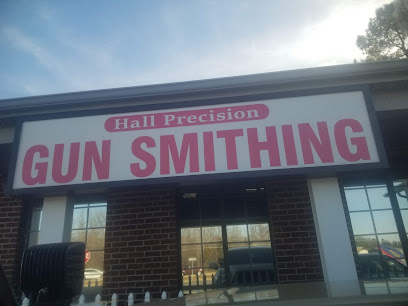 Hall Precision
GUN SMITHING